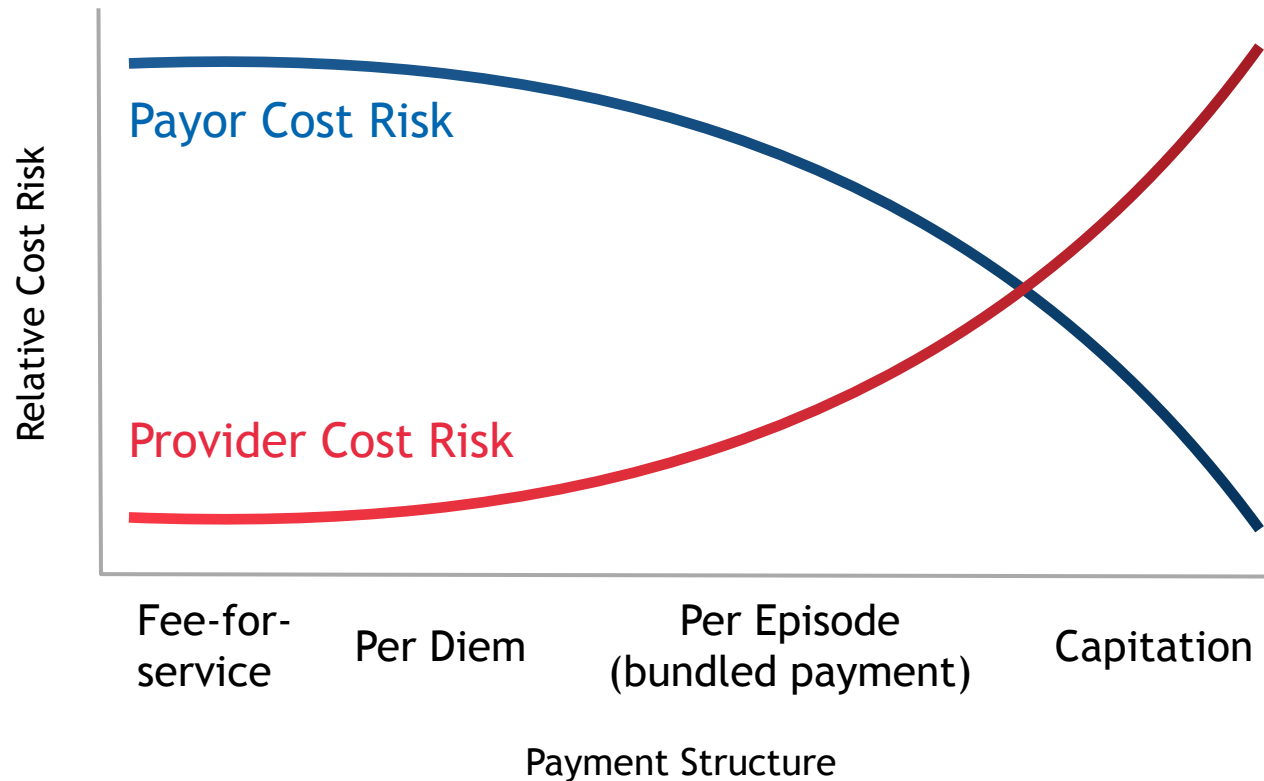 Relative Cost Risk
Payor Cost Risk
Provider Cost Risk
Fee-for-
service
Per Diem
Per Episode
(bundled payment)
Capitation
Payment Structure